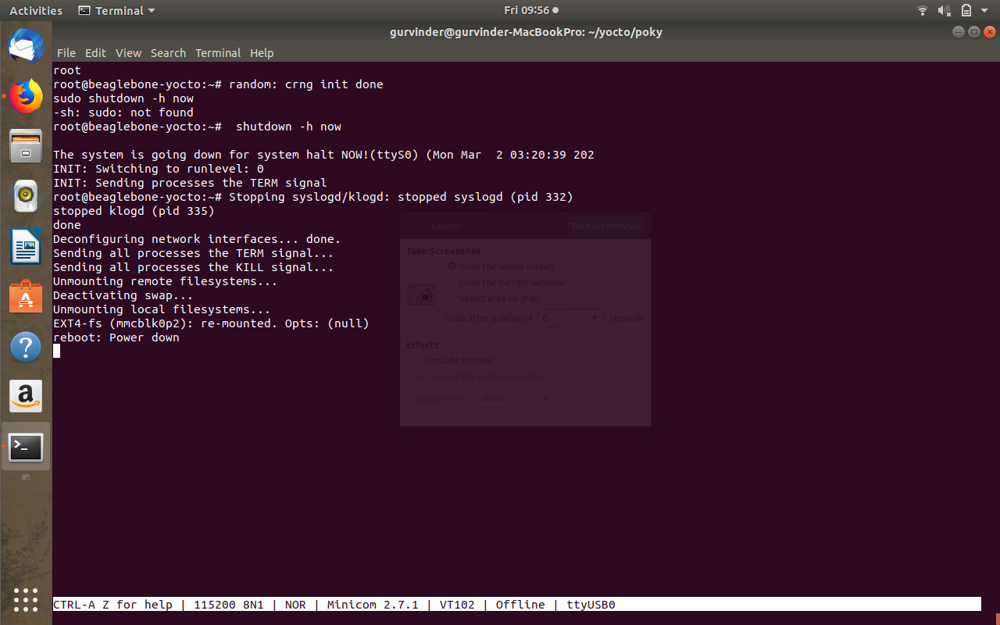 Activities
Terminal
Fri 09:56
gurvinder@gurvinder-MacBookPro: ~/yocto/poky
File Edit View Search Terminal Help
root
root@beaglebone-yocto:~# random: crng init done
sudo shutdown -h now
-sh: sudo: not found
root@beaglebone-yocto:~#  shutdown -h now
The system is going down for system halt NOW!(ttyS0) (Mon Mar  2 03:20:39 202
INIT: Switching to runlevel: 0
INIT: Sending processes the TERM signal
root@beaglebone-yocto:~# Stopping syslogd/klogd: stopped syslogd (pid 332)
stopped klogd (pid 335)
done
Deconfiguring network interfaces... done.
Sending all processes the TERM signal...
Sending all processes the KILL signal...
Unmounting remote filesystems...
Deactivating swap...
Unmounting local filesystems...
EXT4-fs (mmcblk0p2): re-mounted. Opts: (null)
reboot: Power down
Cancel
Take Screenshot
Take Screenshot
Grab the whole screen
Grab the current window
Select area to grab
Grab after a delay of 0 - + seconds
Effects
Include pointer
Include the window border
Apply effect: None
CTRL-A Z for help | 115200 8N1 | NOR | Minicom 2.7.1 | VT102 | Offline | ttyUSB0